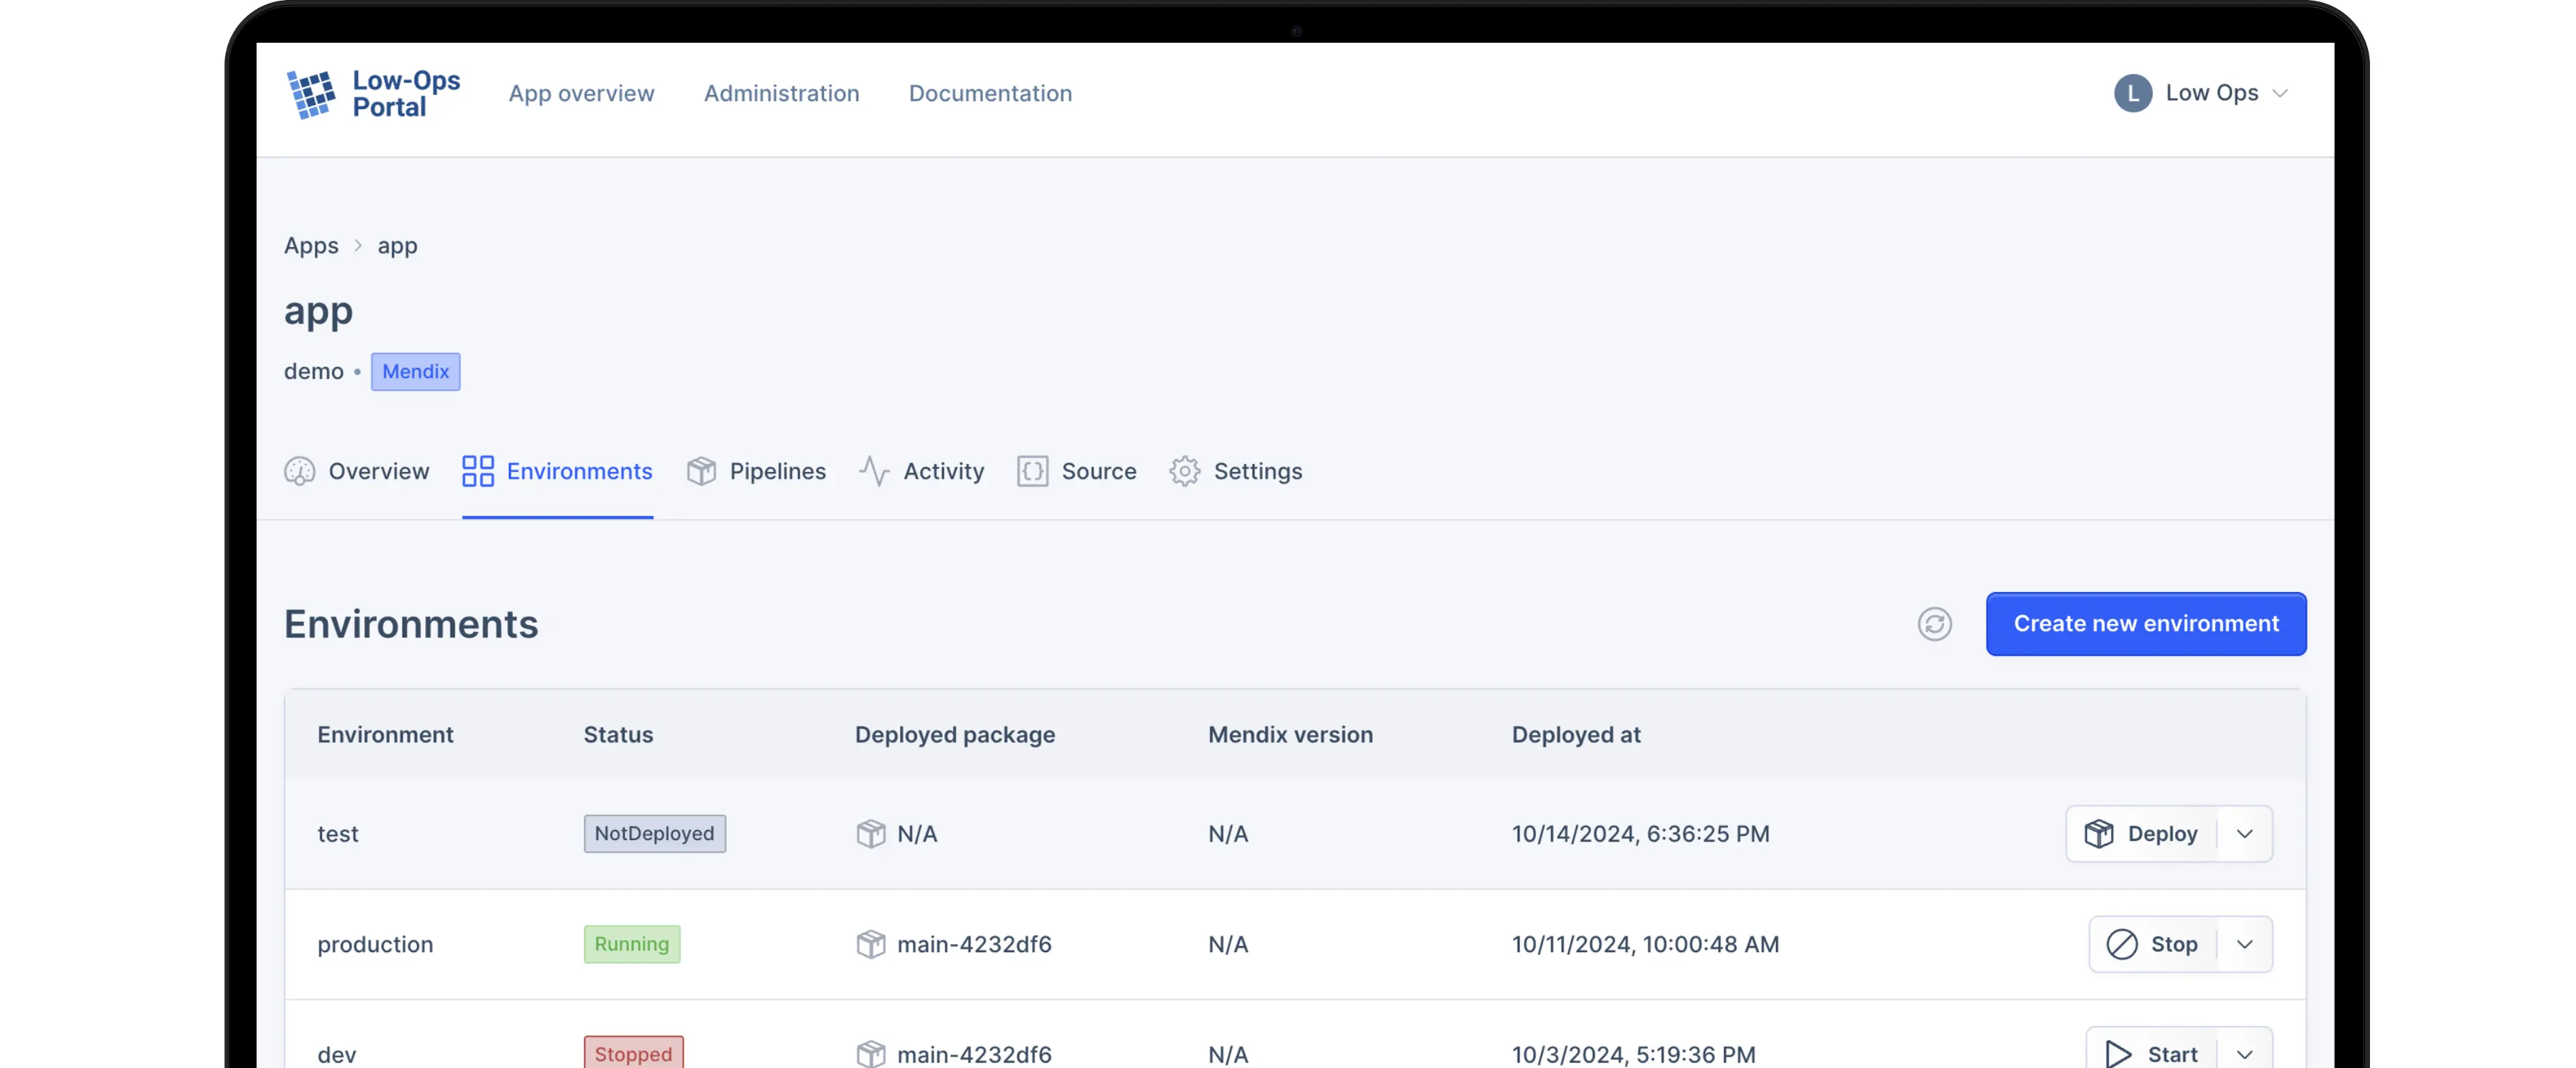 Low-Ops Portal
App overview
Administration
Documentation
L
Low Ops
Apps > app
app
demo • Mendix
Overview
Environments
Pipelines
Activity
Source
Settings
Environments
Create new environment
Environment Status Deployed package Mendix version Deployed at
test NotDeployed N/A N/A 10/14/2024, 6:36:25 PM Deploy
production Running main-4232df6 N/A 10/11/2024, 10:00:48 AM Stop
dev Stopped main-4232df6 N/A 10/3/2024, 5:19:36 PM Start